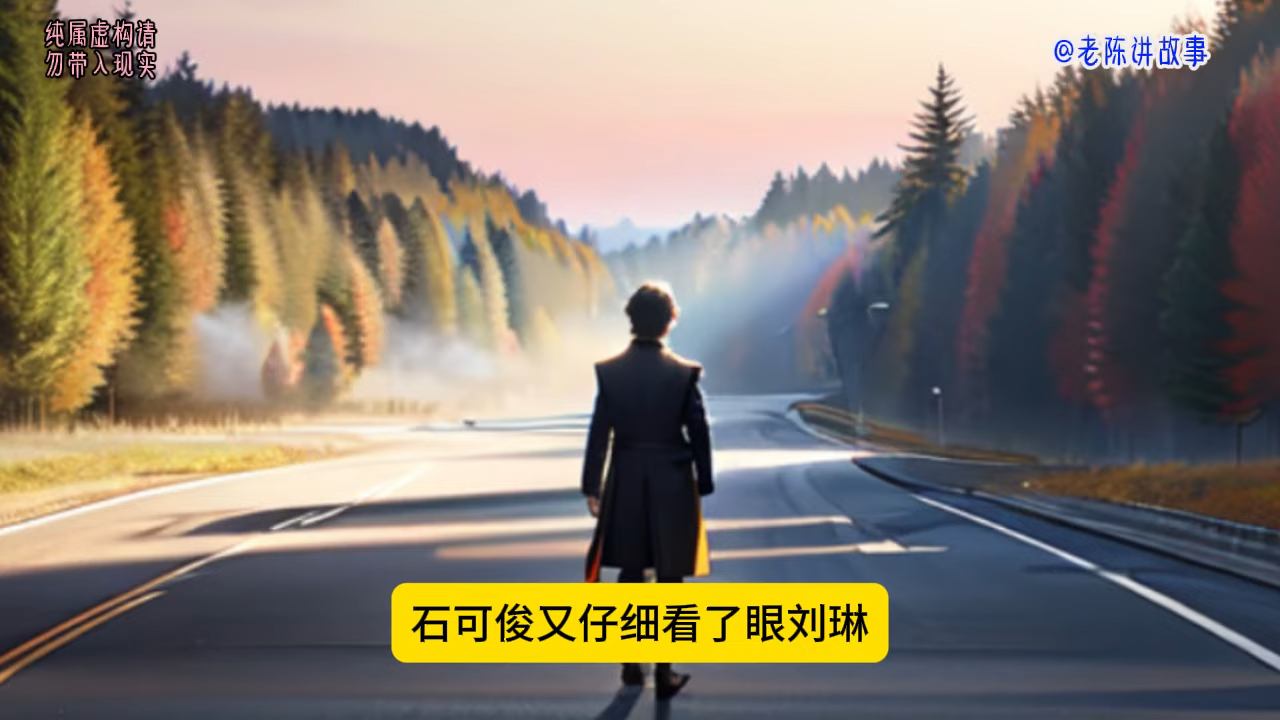 纯属虚构请
勿带入现实
@老陈讲故事
石可俊又仔细看了眼刘琳